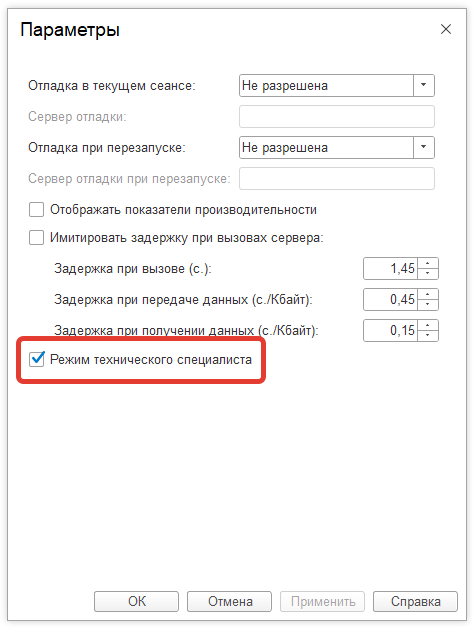 Параметры
Отладка в текущем сеансе: Не разрешена
Сервер отладки:
Отладка при перезапуске: Не разрешена
Сервер отладки при перезапуске:
Отображать показатели производительности
Имитировать задержку при вызовах сервера:
Задержка при вызове (с.): 1,45
Задержка при передаче данных (с./Кбайт): 0,45
Задержка при получении данных (с./Кбайт): 0,15
Режим технического специалиста
ОК Отмена Применить Справка